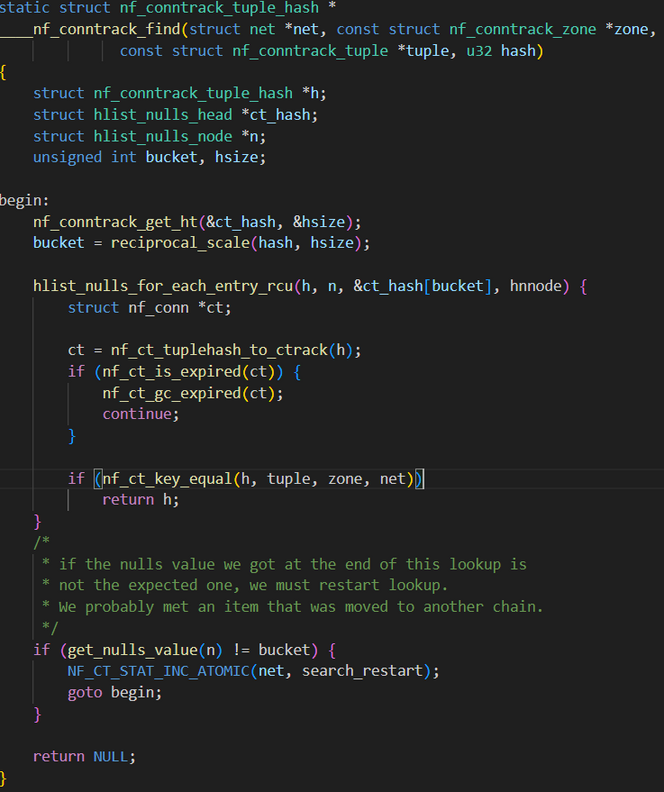 static struct nf_conntrack_tuple_hash *
____nf_conntrack_find(struct net *net, const struct nf_conntrack_zone *zone,
const struct nf_conntrack_tuple *tuple, u32 hash)
{
struct nf_conntrack_tuple_hash *h;
struct hlist_nulls_head *ct_hash;
struct hlist_nulls_node *n;
unsigned int bucket, hsize;
begin:
nf_conntrack_get_ht(&ct_hash, &hsize);
bucket = reciprocal_scale(hash, hsize);
hlist_nulls_for_each_entry_rcu(h, n, &ct_hash[bucket], hnnode) {
struct nf_conn *ct;
ct = nf_ct_tuplehash_to_ctrack(h);
if (nf_ct_is_expired(ct)) {
nf_ct_gc_expired(ct);
continue;
}
if (nf_ct_key_equal(h, tuple, zone, net))
return h;
}
/*
* if the nulls value we got at the end of this lookup is
* not the expected one, we must restart lookup.
* We probably met an item that was moved to another chain.
*/
if (get_nulls_value(n) != bucket) {
NF_CT_STAT_INC_ATOMIC(net, search_restart);
goto begin;
}
return NULL;
}